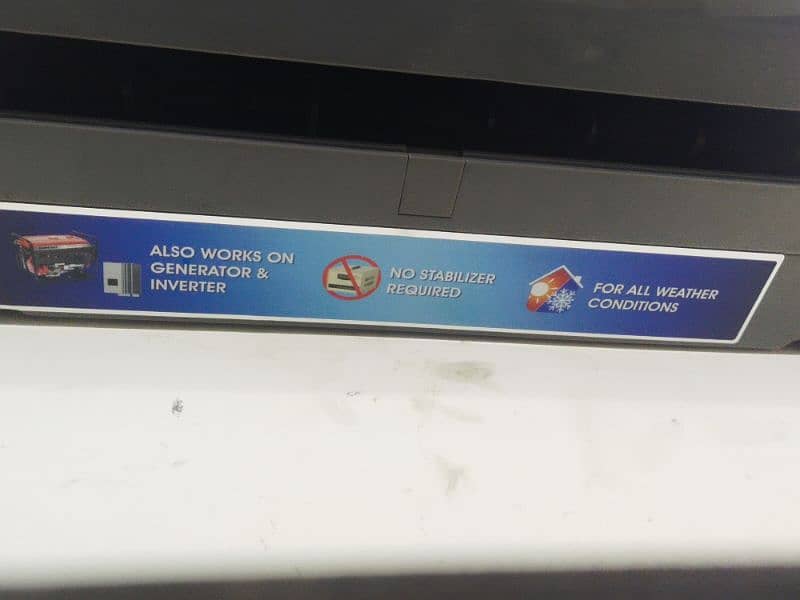 ALSO WORKS ON
GENERATOR &
INVERTER
NO STABILIZER
REQUIRED
FOR ALL WEATHER
CONDITIONS